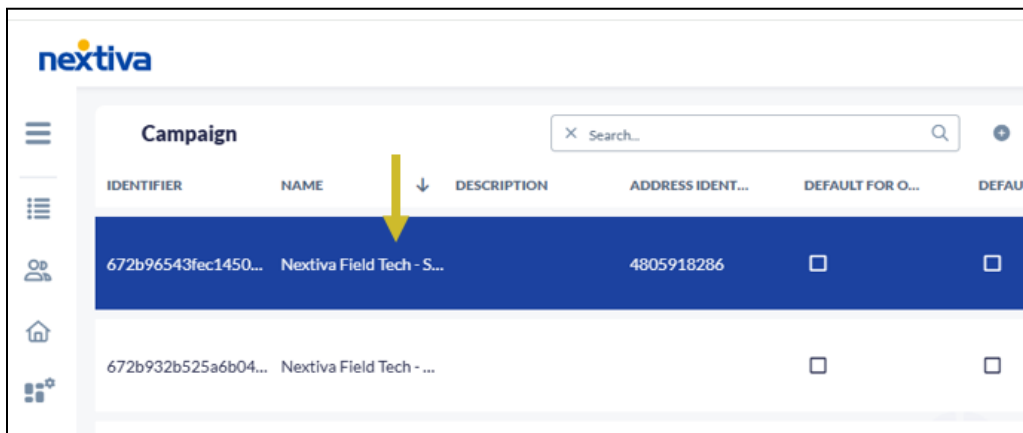 nextiva
Campaign
Search...
IDENTIFIER NAME DESCRIPTION ADDRESS IDENT... DEFAULT FOR O... DEFAU
672b96543fec1450... Nextiva Field Tech - S... 4805918286
672b932b525a6b04... Nextiva Field Tech - ...